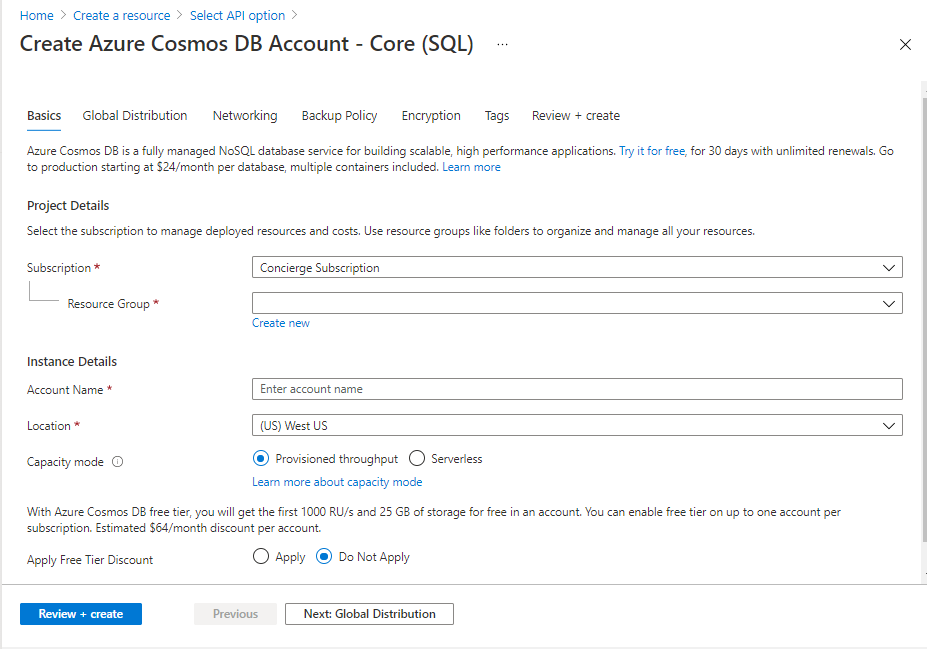 Home > Create a resource > Select API option >
Create Azure Cosmos DB Account - Core (SQL) ...
Basics Global Distribution Networking Backup Policy Encryption Tags Review + create
Azure Cosmos DB is a fully managed NoSQL database service for building scalable, high performance applications. Try it for free, for 30 days with unlimited renewals. Go
to production starting at $24/month per database, multiple containers included. Learn more
Project Details
Select the subscription to manage deployed resources and costs. Use resource groups like folders to organize and manage all your resources.
Subscription * Concierge Subscription
Resource Group *
Create new
Instance Details
Account Name * Enter account name
Location * (US) West US
Capacity mode Provisioned throughput Serverless
Learn more about capacity mode
With Azure Cosmos DB free tier, you will get the first 1000 RU/s and 25 GB of storage for free in an account. You can enable free tier on up to one account per
subscription. Estimated $64/month discount per account.
Apply Free Tier Discount Apply Do Not Apply
Review + create Previous Next: Global Distribution